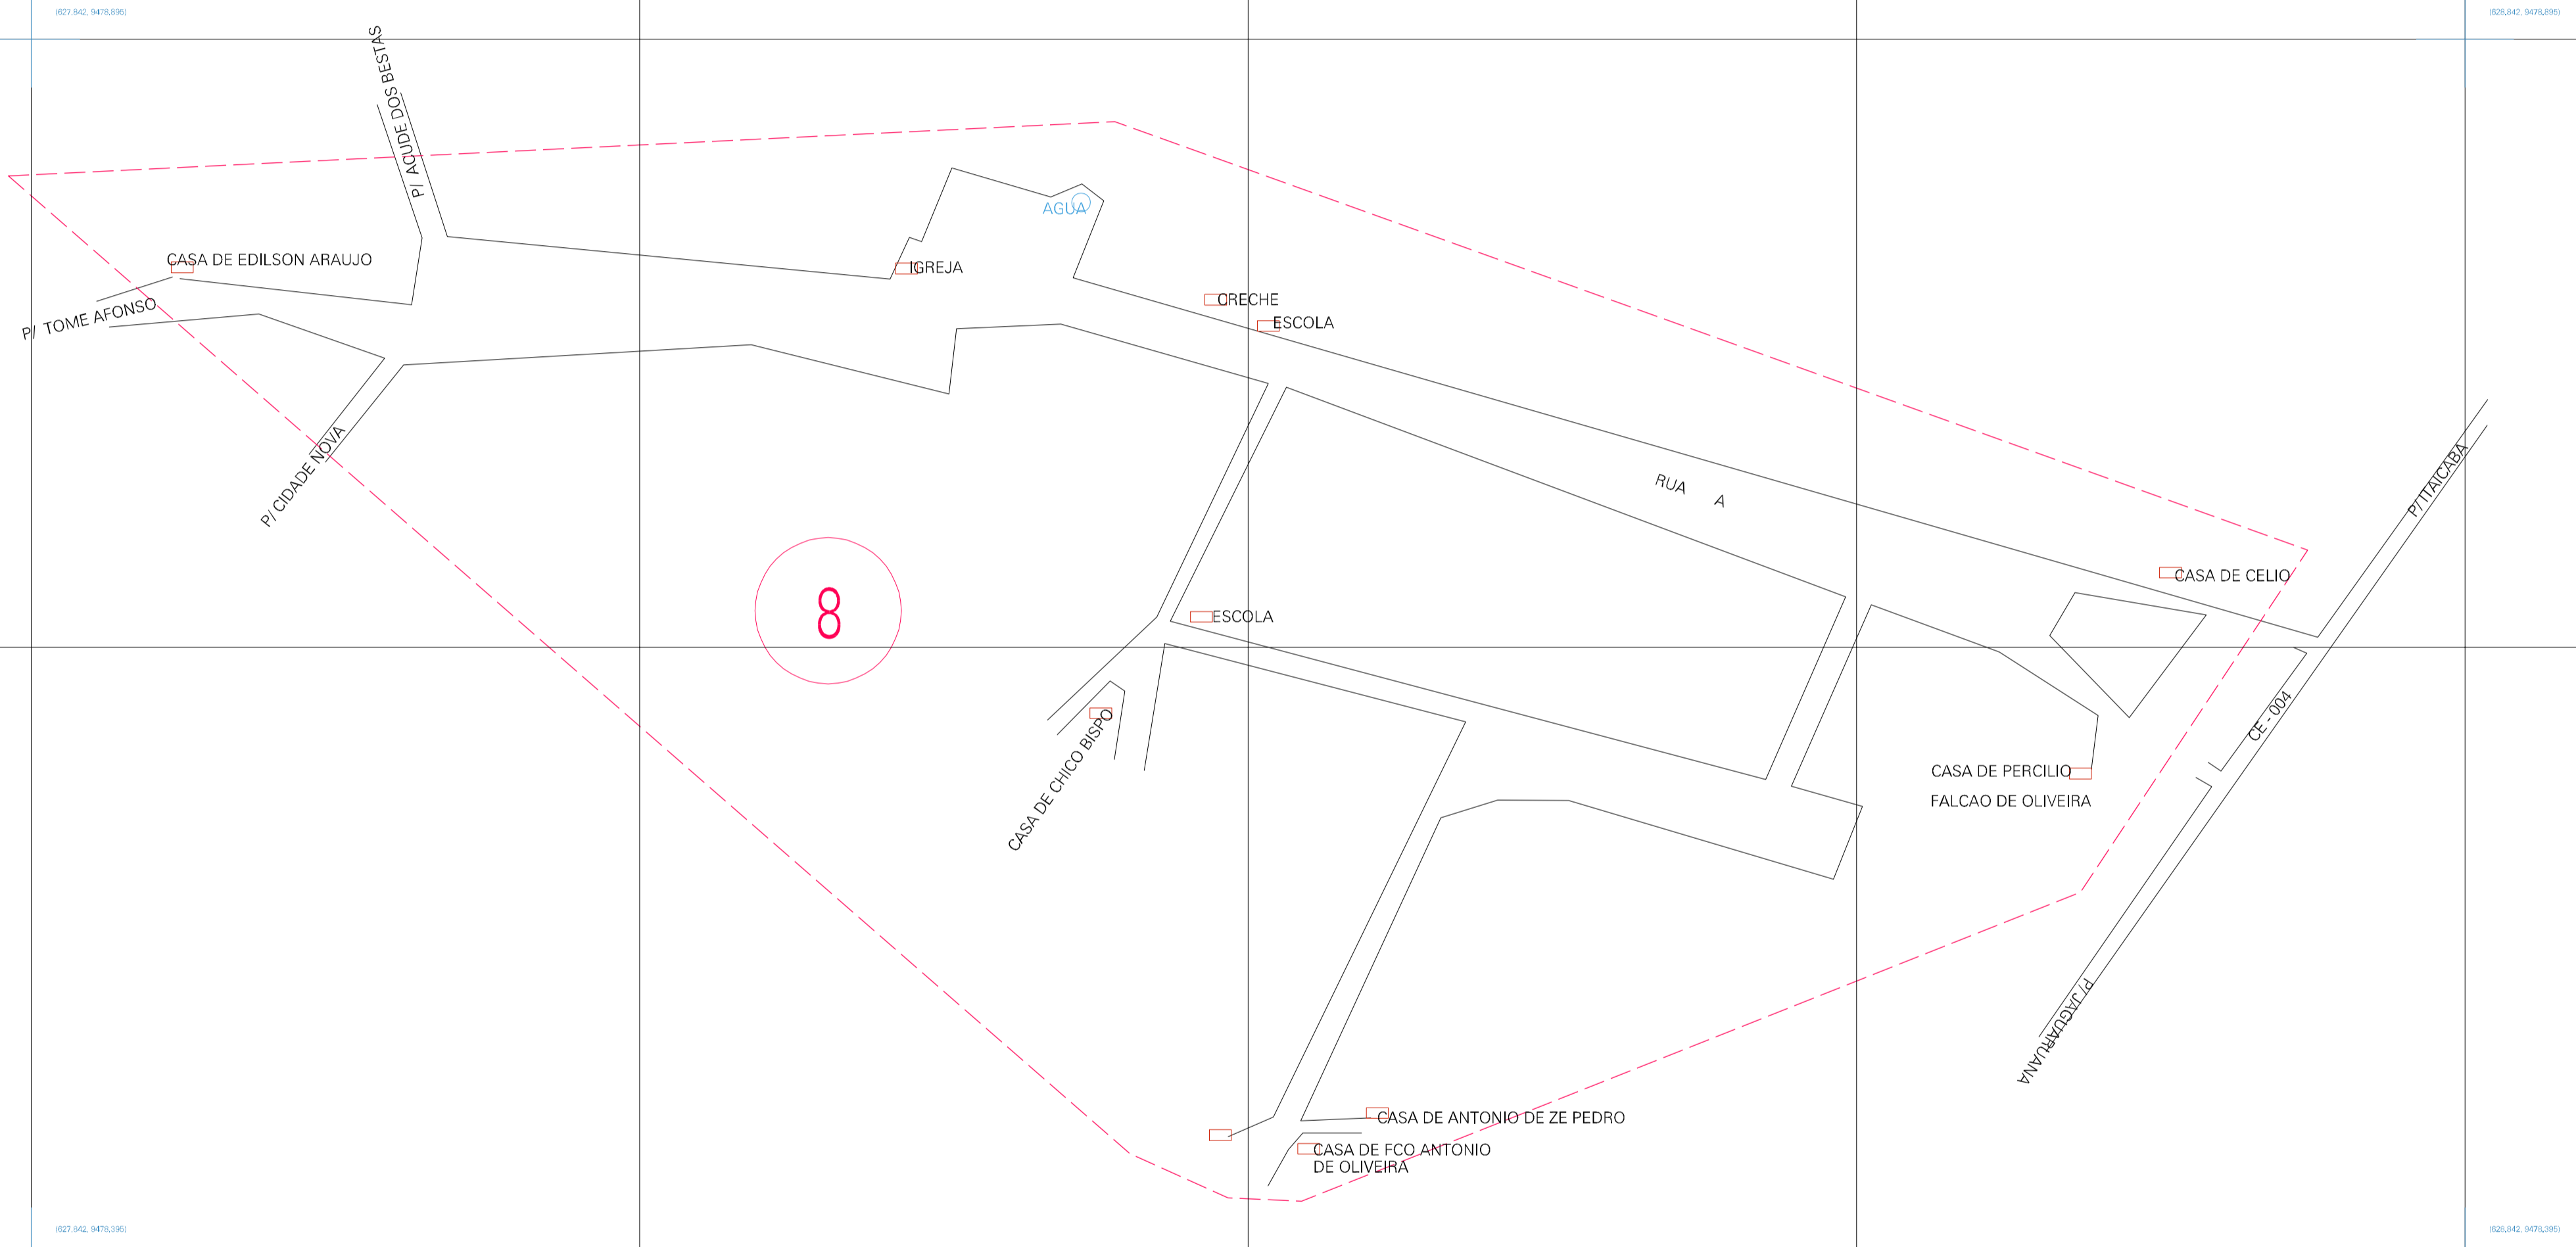 (627,842, 9478,895)
(628,842, 9478,895)
P/ ACUDE DOS BESTAS
AGUA
CASA DE EDILSON ARAUJO
IGREJA
CRECHE
ESCOLA
P/ TOME AFONSO
P/ CIDADE NOVA
RUA A
P/ ITAICABA
CASA DE CELIO
8
ESCOLA
CE - 004
CASA DE CHICO BISPO
CASA DE PERCILIO
FALCAO DE OLIVEIRA
P/JAGUARUANA
CASA DE ANTONIO DE ZE PEDRO
CASA DE FCO ANTONIO
DE OLIVEIRA
(627,842, 9478,395)
(628,842, 9478,395)